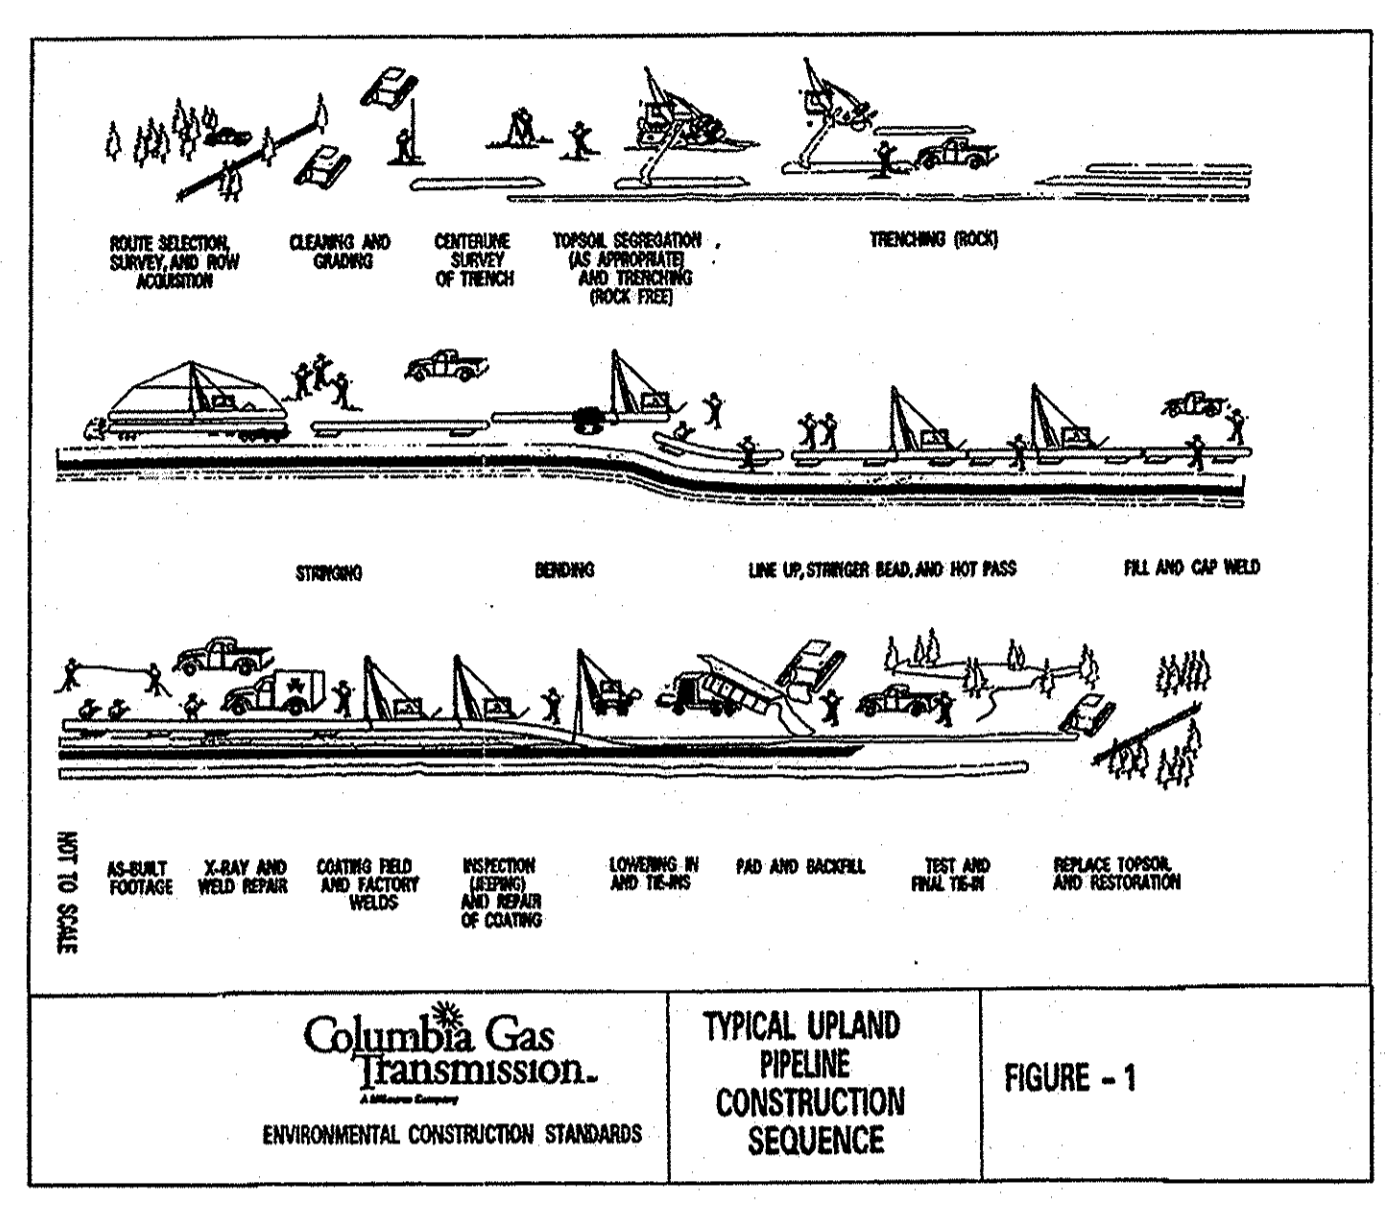 ROUTE SELECTION,
SURVEY, AND ROW
ACQUISITION
CLEARING AND
GRADING
CENTERLINE
SURVEY
OF TRENCH
TOPSOIL SEGREGATION
(AS APPROPRIATE)
AND TRENCHING
(ROCK FREE)
TRENCHING (ROCK)
STRINGING
BENDING
LINE UP, STRINGER BEAD, AND HOT PASS
FILL AND CAP WELD
NOT TO SCALE
AS-BUILT
FOOTAGE
X-RAY AND
WELD REPAIR
COATING FIELD
AND FACTORY
WELDS
INSPECTION
(JEEPING)
AND REPAIR
OF COATING
LOWERING IN
AND TIE-INS
PAD AND BACKFILL
TEST AND
FINAL TIE-IN
REPLACE TOPSOIL,
AND RESTORATION
Columbia Gas
Transmission
A NiSource Company
ENVIRONMENTAL CONSTRUCTION STANDARDS
TYPICAL UPLAND
PIPELINE
CONSTRUCTION
SEQUENCE
FIGURE - 1